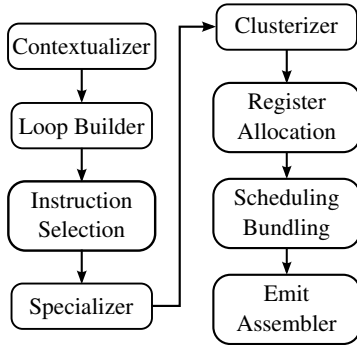 Contextualizer
Loop Builder
Instruction
Selection
Specializer
Clusterizer
Register
Allocation
Scheduling
Bundling
Emit
Assembler